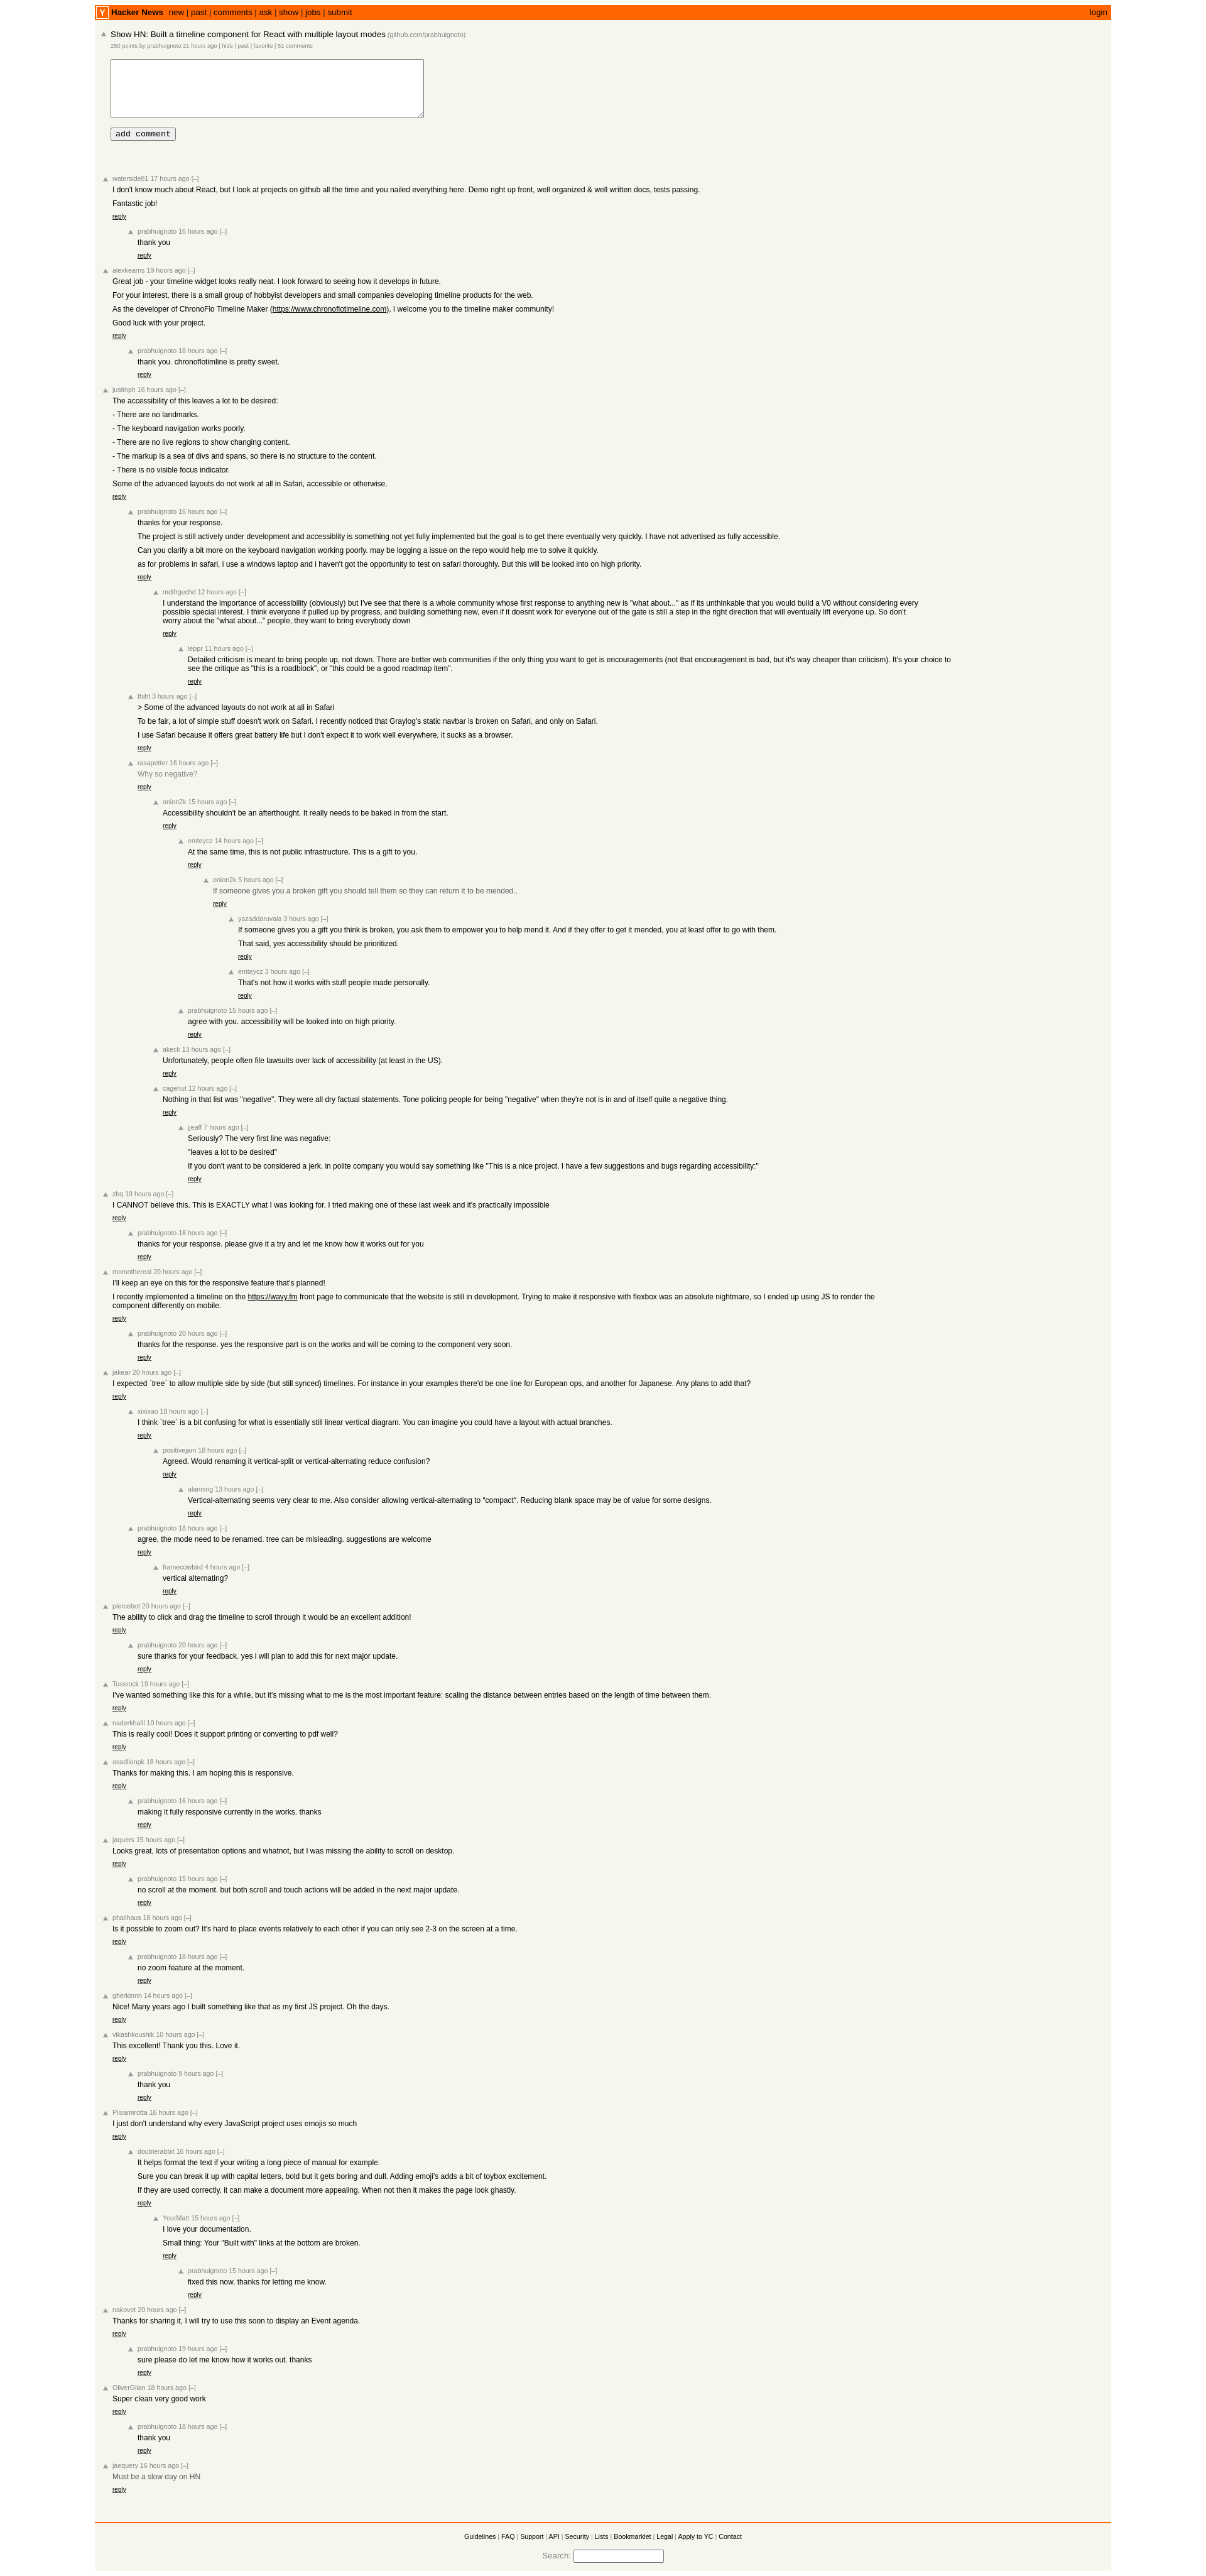 Y Hacker News new | past | comments | ask | show | jobs | submit login
Show HN: Built a timeline component for React with multiple layout modes (github.com/prabhuignoto)
250 points by prabhuignoto 21 hours ago | hide | past | favorite | 51 comments
add comment
waterside81 17 hours ago [–]
I don't know much about React, but I look at projects on github all the time and you nailed everything here. Demo right up front, well organized & well written docs, tests passing.
Fantastic job!
reply
prabhuignoto 16 hours ago [–]
thank you
reply
alexkearns 19 hours ago [–]
Great job - your timeline widget looks really neat. I look forward to seeing how it develops in future.
For your interest, there is a small group of hobbyist developers and small companies developing timeline products for the web.
As the developer of ChronoFlo Timeline Maker (https://www.chronoflotimeline.com), I welcome you to the timeline maker community!
Good luck with your project.
reply
prabhuignoto 18 hours ago [–]
thank you. chronoflotimline is pretty sweet.
reply
justinph 16 hours ago [–]
The accessibility of this leaves a lot to be desired:
- There are no landmarks.
- The keyboard navigation works poorly.
- There are no live regions to show changing content.
- The markup is a sea of divs and spans, so there is no structure to the content.
- There is no visible focus indicator.
Some of the advanced layouts do not work at all in Safari, accessible or otherwise.
reply
prabhuignoto 16 hours ago [–]
thanks for your response.
The project is still actively under development and accessiblity is something not yet fully implemented but the goal is to get there eventually very quickly. I have not advertised as fully accessible.
Can you clarify a bit more on the keyboard navigation working poorly. may be logging a issue on the repo would help me to solve it quickly.
as for problems in safari, i use a windows laptop and i haven't got the opportunity to test on safari thoroughly. But this will be looked into on high priority.
reply
mdifrgechd 12 hours ago [–]
I understand the importance of accessibility (obviously) but I've see that there is a whole community whose first response to anything new is "what about..." as if its unthinkable that you would build a V0 without considering every
possible special interest. I think everyone if pulled up by progress, and building something new, even if it doesnt work for everyone out of the gate is still a step in the right direction that will eventually lift everyone up. So don't
worry about the "what about..." people, they want to bring everybody down
reply
leppr 11 hours ago [–]
Detailed criticism is meant to bring people up, not down. There are better web communities if the only thing you want to get is encouragements (not that encouragement is bad, but it's way cheaper than criticism). It's your choice to
see the critique as "this is a roadblock", or "this could be a good roadmap item".
reply
thiht 3 hours ago [–]
> Some of the advanced layouts do not work at all in Safari
To be fair, a lot of simple stuff doesn't work on Safari. I recently noticed that Graylog's static navbar is broken on Safari, and only on Safari.
I use Safari because it offers great battery life but I don't expect it to work well everywhere, it sucks as a browser.
reply
rasapetter 16 hours ago [–]
Why so negative?
reply
onion2k 15 hours ago [–]
Accessibility shouldn't be an afterthought. It really needs to be baked in from the start.
reply
emteycz 14 hours ago [–]
At the same time, this is not public infrastructure. This is a gift to you.
reply
onion2k 5 hours ago [–]
If someone gives you a broken gift you should tell them so they can return it to be mended..
reply
yazaddaruvala 3 hours ago [–]
If someone gives you a gift you think is broken, you ask them to empower you to help mend it. And if they offer to get it mended, you at least offer to go with them.
That said, yes accessibility should be prioritized.
reply
emteycz 3 hours ago [–]
That's not how it works with stuff people made personally.
reply
prabhuignoto 15 hours ago [–]
agree with you. accessibility will be looked into on high priority.
reply
akeck 13 hours ago [–]
Unfortunately, people often file lawsuits over lack of accessibility (at least in the US).
reply
cagenut 12 hours ago [–]
Nothing in that list was "negative". They were all dry factual statements. Tone policing people for being "negative" when they're not is in and of itself quite a negative thing.
reply
jjeaff 7 hours ago [–]
Seriously? The very first line was negative:
"leaves a lot to be desired"
If you don't want to be considered a jerk, in polite company you would say something like "This is a nice project. I have a few suggestions and bugs regarding accessibility:"
reply
zbq 19 hours ago [–]
I CANNOT believe this. This is EXACTLY what I was looking for. I tried making one of these last week and it's practically impossible
reply
prabhuignoto 18 hours ago [–]
thanks for your response. please give it a try and let me know how it works out for you
reply
momothereal 20 hours ago [–]
I'll keep an eye on this for the responsive feature that's planned!
I recently implemented a timeline on the https://wavy.fm front page to communicate that the website is still in development. Trying to make it responsive with flexbox was an absolute nightmare, so I ended up using JS to render the
component differently on mobile.
reply
prabhuignoto 20 hours ago [–]
thanks for the response. yes the responsive part is on the works and will be coming to the component very soon.
reply
jakear 20 hours ago [–]
I expected `tree` to allow multiple side by side (but still synced) timelines. For instance in your examples there'd be one line for European ops, and another for Japanese. Any plans to add that?
reply
xixixao 18 hours ago [–]
I think `tree` is a bit confusing for what is essentially still linear vertical diagram. You can imagine you could have a layout with actual branches.
reply
positivejam 18 hours ago [–]
Agreed. Would renaming it vertical-split or vertical-alternating reduce confusion?
reply
alanning 13 hours ago [–]
Vertical-alternating seems very clear to me. Also consider allowing vertical-alternating to “compact”. Reducing blank space may be of value for some designs.
reply
prabhuignoto 18 hours ago [–]
agree, the mode need to be renamed. tree can be misleading. suggestions are welcome
reply
framecowbird 4 hours ago [–]
vertical alternating?
reply
piercebot 20 hours ago [–]
The ability to click and drag the timeline to scroll through it would be an excellent addition!
reply
prabhuignoto 20 hours ago [–]
sure thanks for your feedback. yes i will plan to add this for next major update.
reply
Tossrock 19 hours ago [–]
I've wanted something like this for a while, but it's missing what to me is the most important feature: scaling the distance between entries based on the length of time between them.
reply
naderkhalil 10 hours ago [–]
This is really cool! Does it support printing or converting to pdf well?
reply
asadlionpk 18 hours ago [–]
Thanks for making this. I am hoping this is responsive.
reply
prabhuignoto 16 hours ago [–]
making it fully responsive currently in the works. thanks
reply
jaquers 15 hours ago [–]
Looks great, lots of presentation options and whatnot, but I was missing the ability to scroll on desktop.
reply
prabhuignoto 15 hours ago [–]
no scroll at the moment. but both scroll and touch actions will be added in the next major update.
reply
phailhaus 18 hours ago [–]
Is it possible to zoom out? It's hard to place events relatively to each other if you can only see 2-3 on the screen at a time.
reply
prabhuignoto 18 hours ago [–]
no zoom feature at the moment.
reply
gherkinnn 14 hours ago [–]
Nice! Many years ago I built something like that as my first JS project. Oh the days.
reply
vikashkoushik 10 hours ago [–]
This excellent! Thank you this. Love it.
reply
prabhuignoto 9 hours ago [–]
thank you
reply
Piisamirotta 16 hours ago [–]
I just don't understand why every JavaScript project uses emojis so much
reply
doublerabbit 16 hours ago [–]
It helps format the text if your writing a long piece of manual for example.
Sure you can break it up with capital letters, bold but it gets boring and dull. Adding emoji's adds a bit of toybox excitement.
If they are used correctly, it can make a document more appealing. When not then it makes the page look ghastly.
reply
YourMatt 15 hours ago [–]
I love your documentation.
Small thing: Your "Built with" links at the bottom are broken.
reply
prabhuignoto 15 hours ago [–]
fixed this now. thanks for letting me know.
reply
nakovet 20 hours ago [–]
Thanks for sharing it, I will try to use this soon to display an Event agenda.
reply
prabhuignoto 19 hours ago [–]
sure please do let me know how it works out. thanks
reply
OliverGilan 18 hours ago [–]
Super clean very good work
reply
prabhuignoto 18 hours ago [–]
thank you
reply
jaequery 16 hours ago [–]
Must be a slow day on HN
reply
Guidelines | FAQ | Support | API | Security | Lists | Bookmarklet | Legal | Apply to YC | Contact
Search: